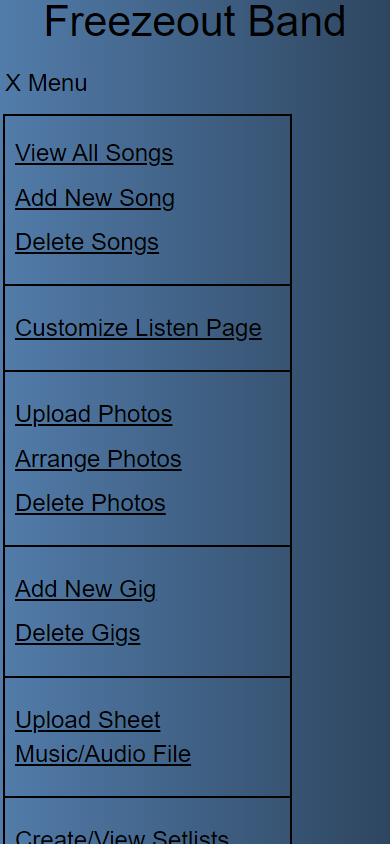 Freezeout Band
X Menu
View All Songs
Add New Song
Delete Songs
Customize Listen Page
Upload Photos
Arrange Photos
Delete Photos
Add New Gig
Delete Gigs
Upload Sheet
Music/Audio File
Create/View Setlists